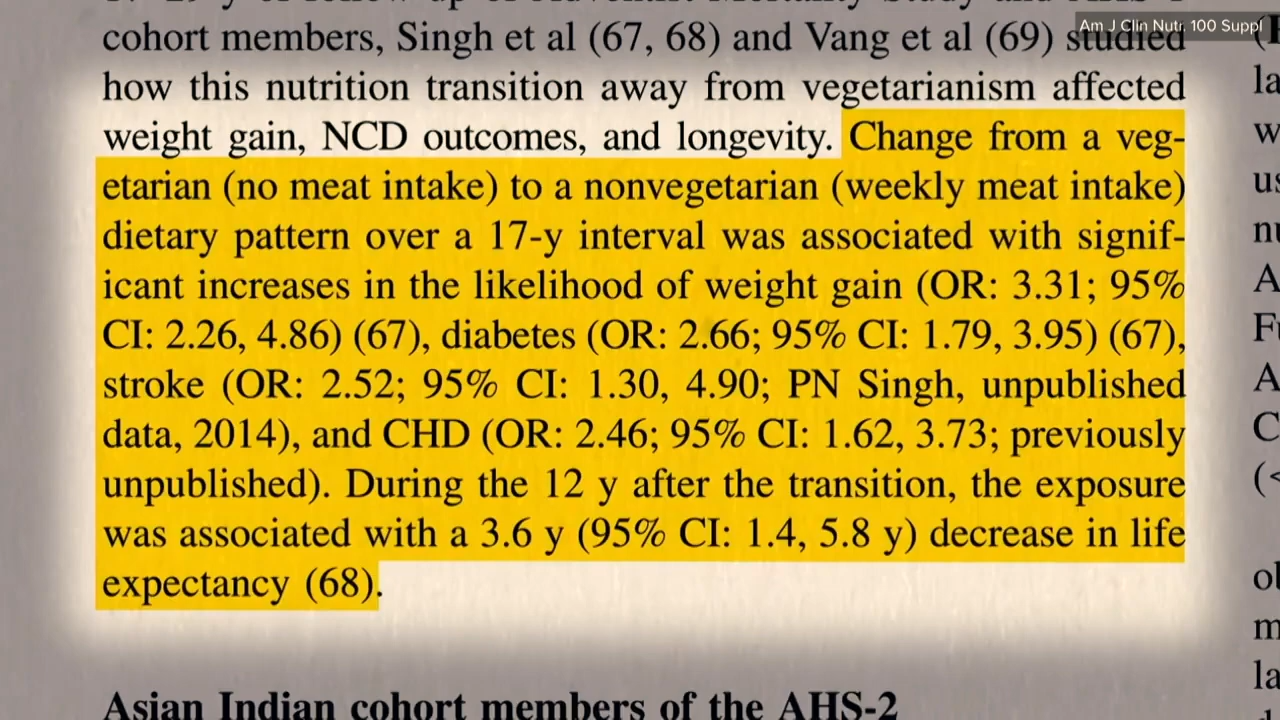 Am J Clin Nutr. 100 Suppl
cohort members, Singh et al (67, 68) and Vang et al (69) studied
how this nutrition transition away from vegetarianism affected
weight gain, NCD outcomes, and longevity. Change from a veg-
etarian (no meat intake) to a nonvegetarian (weekly meat intake)
dietary pattern over a 17-y interval was associated with signif-
icant increases in the likelihood of weight gain (OR: 3.31; 95%
CI: 2.26, 4.86) (67), diabetes (OR: 2.66; 95% CI: 1.79, 3.95) (67),
stroke (OR: 2.52; 95% CI: 1.30, 4.90; PN Singh, unpublished
data, 2014), and CHD (OR: 2.46; 95% CI: 1.62, 3.73; previously
unpublished). During the 12 y after the transition, the exposure
was associated with a 3.6 y (95% CI: 1.4, 5.8 y) decrease in life
expectancy (68).
Asian Indian cohort members of the AHS-2